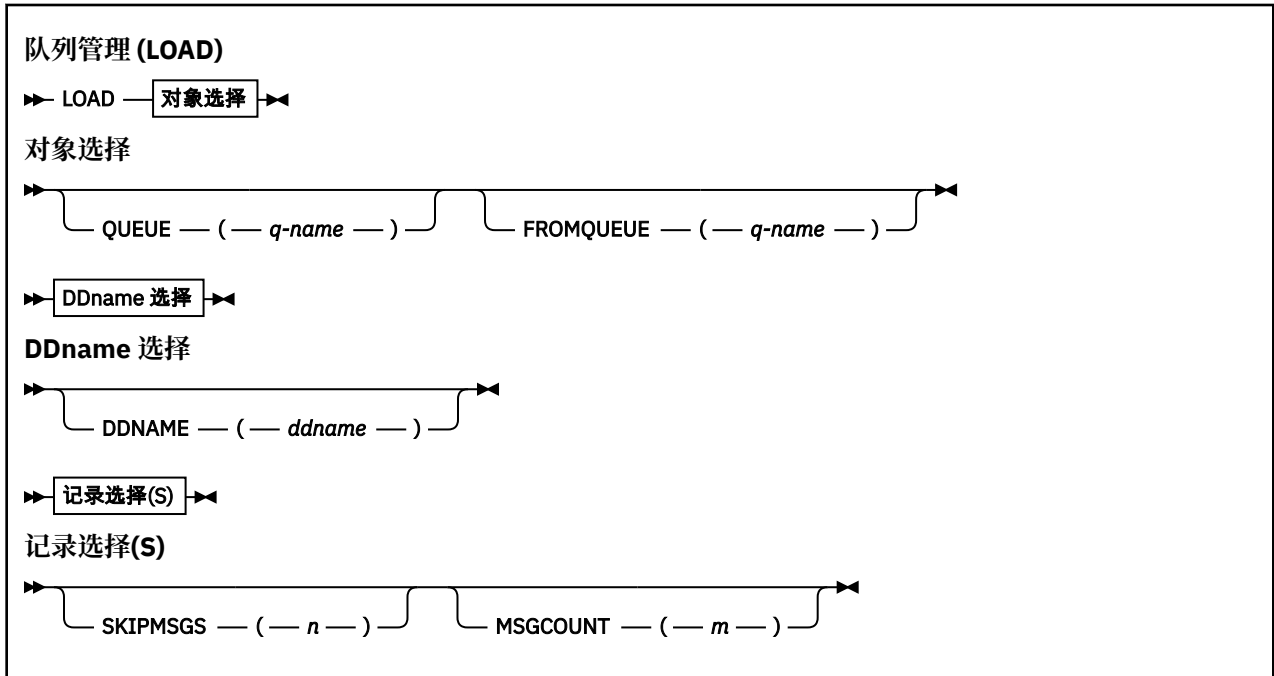 队列管理 (LOAD)
LOAD 对象选择
对象选择
QUEUE ( q-name ) FROMQUEUE ( q-name )
DDname 选择
DDname 选择
DDNAME ( ddname )
记录选择(S)
记录选择(S)
SKIPMSGS ( n ) MSGCOUNT ( m )